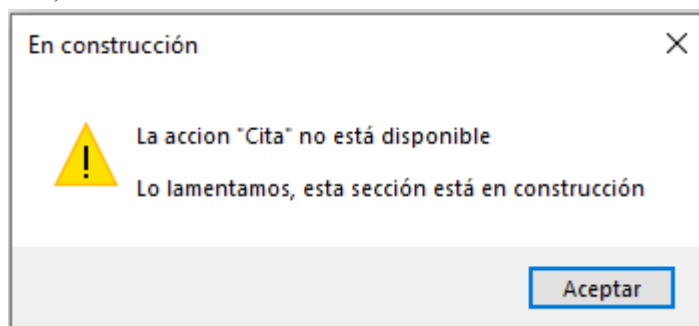 En construcción
La accion "Cita" no está disponible
Lo lamentamos, esta sección está en construcción
Aceptar